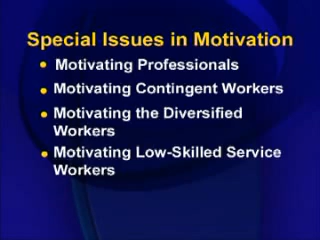 Special Issues in Motivation
• Motivating Professionals
• Motivating Contingent Workers
• Motivating the Diversified
Workers
• Motivating Low-Skilled Service
Workers